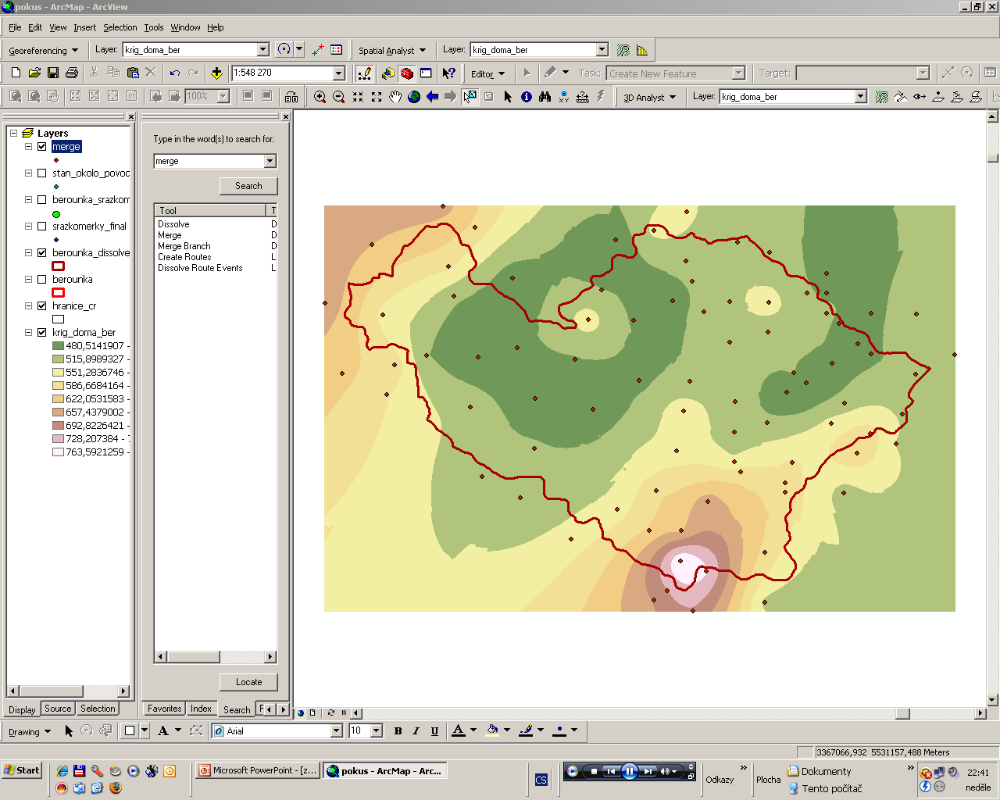 pokus - ArcMap - ArcView
File Edit View Insert Selection Tools Window Help
Georeferencing Layer: krig_doma_ber Spatial Analyst Layer: krig_doma_ber
1:548 270 Editor Task: Create New Feature Target:
100% 3D Analyst Layer: krig_doma_ber
Layers
merge
stan_okolo_povoc
berounka_srazkom
srazkomerky_final
berounka_dissolve
berounka
hranice_cr
krig_doma_ber
480,5141907 -
515,8989327 -
551,2836746 -
586,6684164 -
622,0531583 -
657,4379002 -
692,8226421 -
728,207384 -
763,5921259 -
Display Source Selection
Type in the word(s) to search for:
merge
Search
Tool T
Dissolve D
Merge D
Merge Branch D
Create Routes L
Dissolve Route Events L
Locate
Favorites Index Search F
Drawing A Arial 10 B I U A
3367066,932 5531157,488 Meters
Start Microsoft PowerPoint - [z... pokus - ArcMap - Arc... CS Odkazy » Plocha Dokumenty » 22:41
Tento počítač neděle